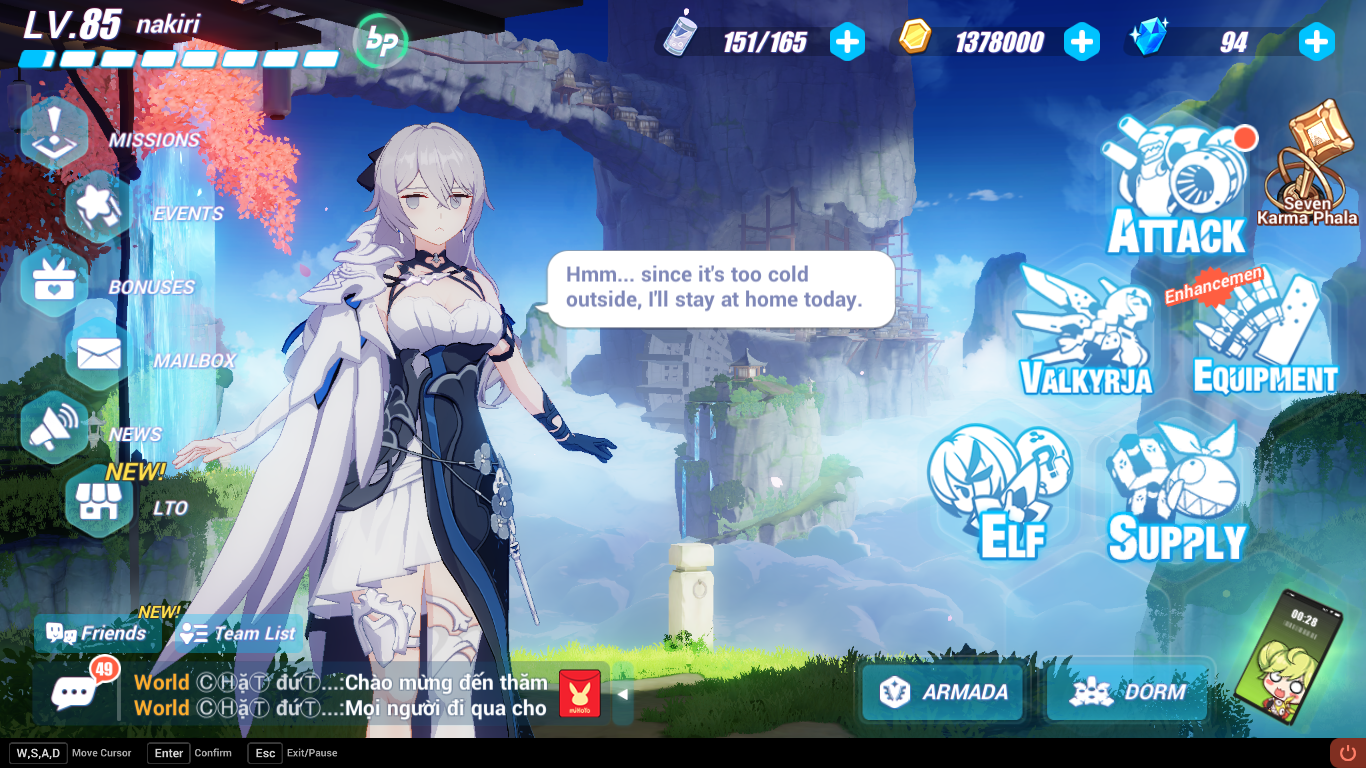 LV.85 nakiri
bp
151/165
1378000
94
MISSIONS
EVENTS
BONUSES
MAILBOX
NEWS
NEW!
LTO
Hmm... since it's too cold
outside, I'll stay at home today.
ATTACK
Seven
Karma Phala
VALKYRJA
Enhancemen
EQUIPMENT
ELF
SUPPLY
00:28
NEW!
Friends
Team List
49
World ⒸⒽặⓉ đứⓉ...:Chào mừng đến thăm
World ⒸⒽặⓉ đứⓉ...:Mọi người đi qua cho
miHoYo
ARMADA
DORM
W,S,A,D Move Cursor Enter Confirm Esc Exit/Pause